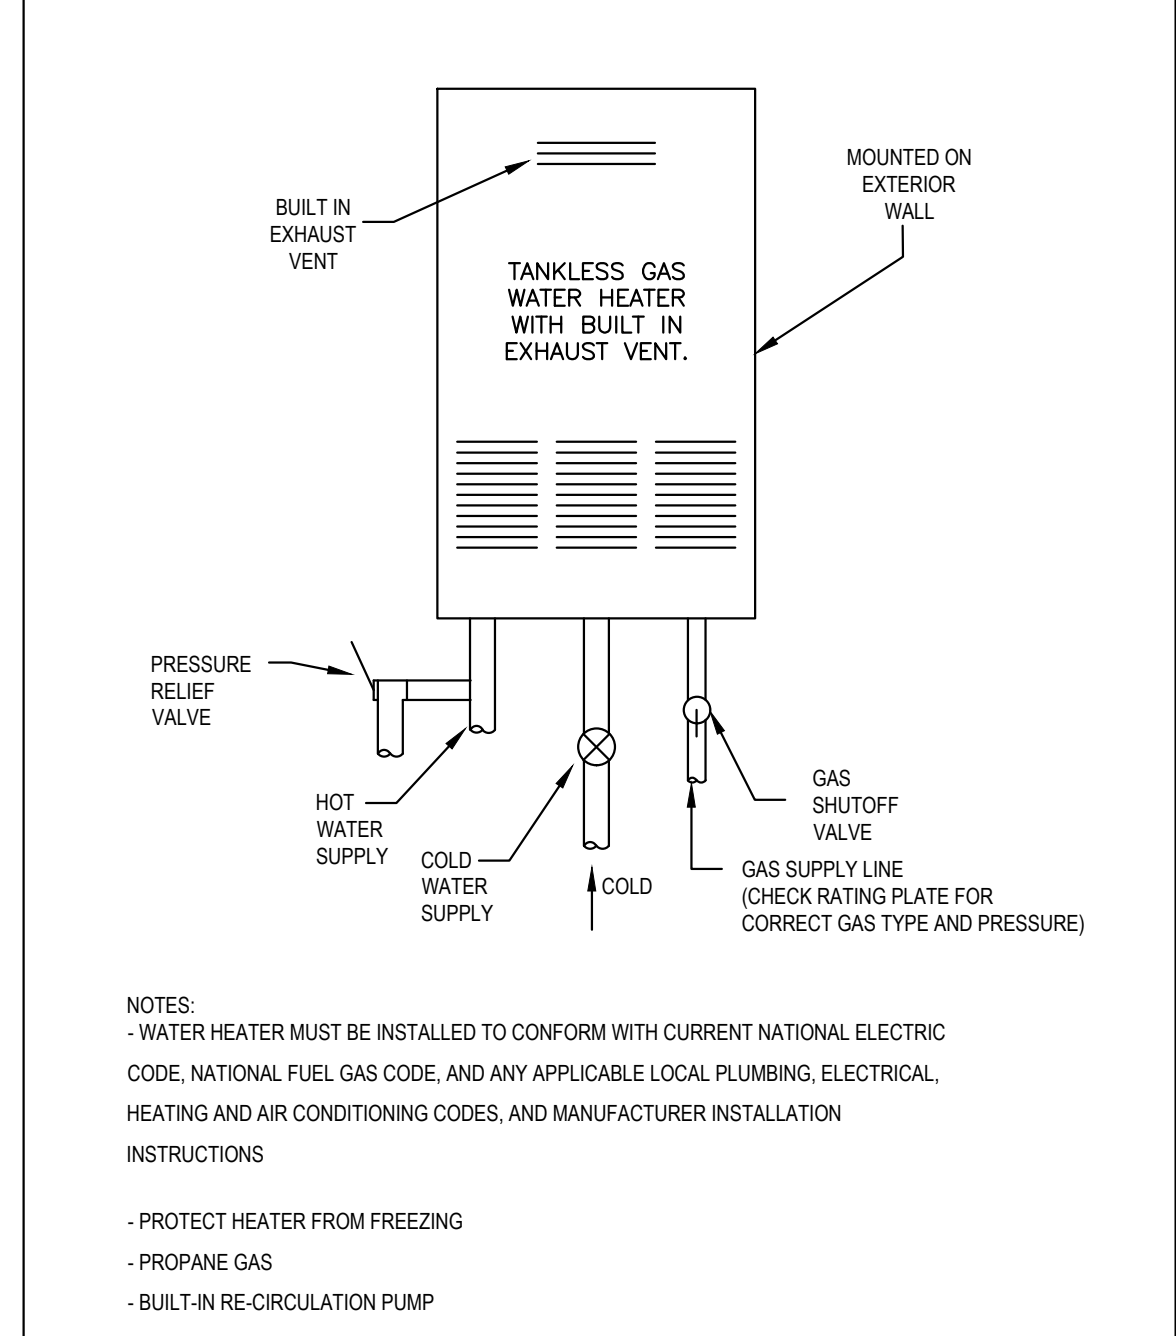 BUILT IN
EXHAUST
VENT
MOUNTED ON
EXTERIOR
WALL
TANKLESS GAS
WATER HEATER
WITH BUILT IN
EXHAUST VENT.
PRESSURE
RELIEF
VALVE
HOT
WATER
SUPPLY
COLD
WATER
SUPPLY
COLD
GAS
SHUTOFF
VALVE
GAS SUPPLY LINE
(CHECK RATING PLATE FOR
CORRECT GAS TYPE AND PRESSURE)
NOTES:
- WATER HEATER MUST BE INSTALLED TO CONFORM WITH CURRENT NATIONAL ELECTRIC
CODE, NATIONAL FUEL GAS CODE, AND ANY APPLICABLE LOCAL PLUMBING, ELECTRICAL,
HEATING AND AIR CONDITIONING CODES, AND MANUFACTURER INSTALLATION
INSTRUCTIONS
- PROTECT HEATER FROM FREEZING
- PROPANE GAS
- BUILT-IN RE-CIRCULATION PUMP